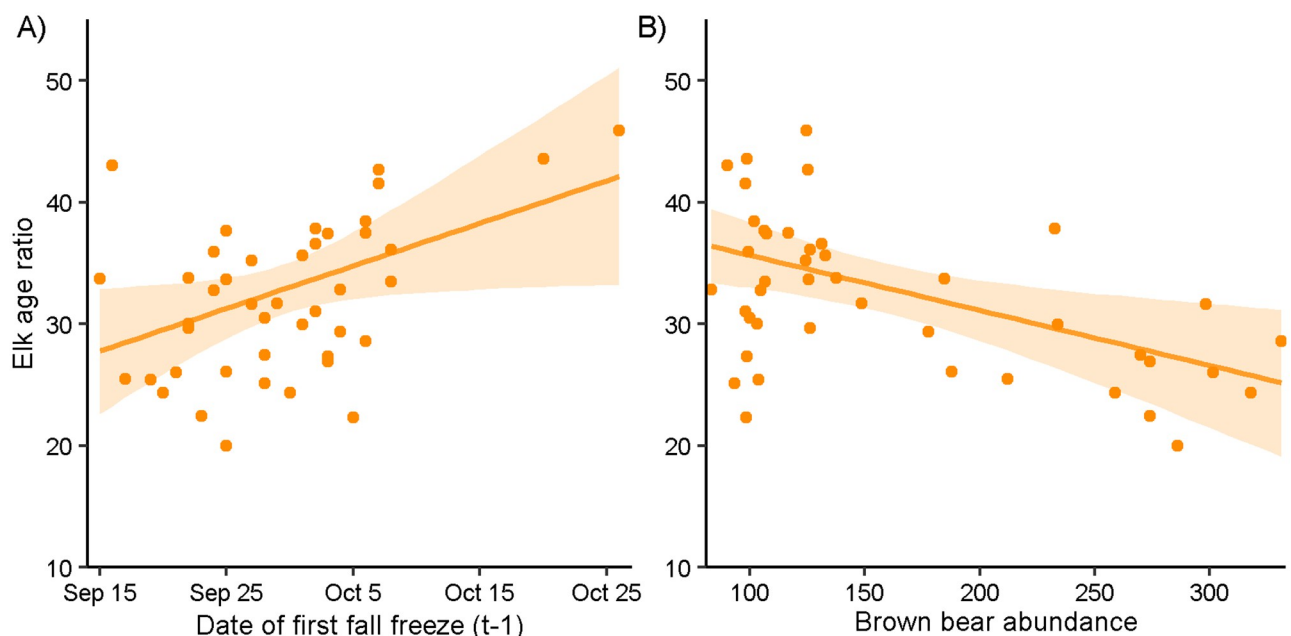 A)
Elk age ratio
50
40
30
20
10
Sep 15 Sep 25 Oct 5 Oct 15 Oct 25
Date of first fall freeze (t-1)
B)
50
40
30
20
10
100 150 200 250 300
Brown bear abundance